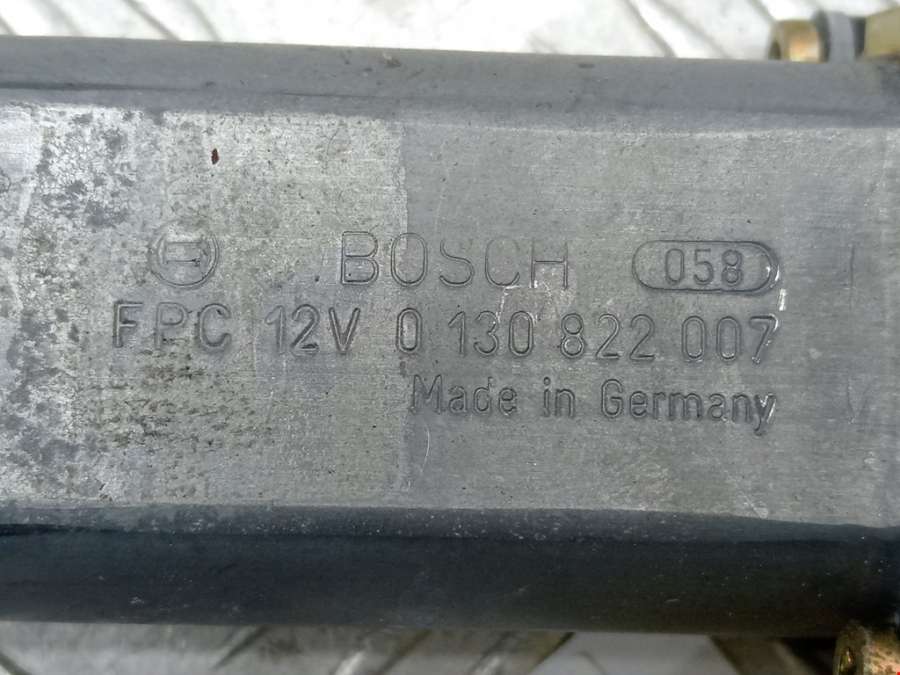 BOSCH 058
FPC 12V 0 130 822 007
Made in Germany